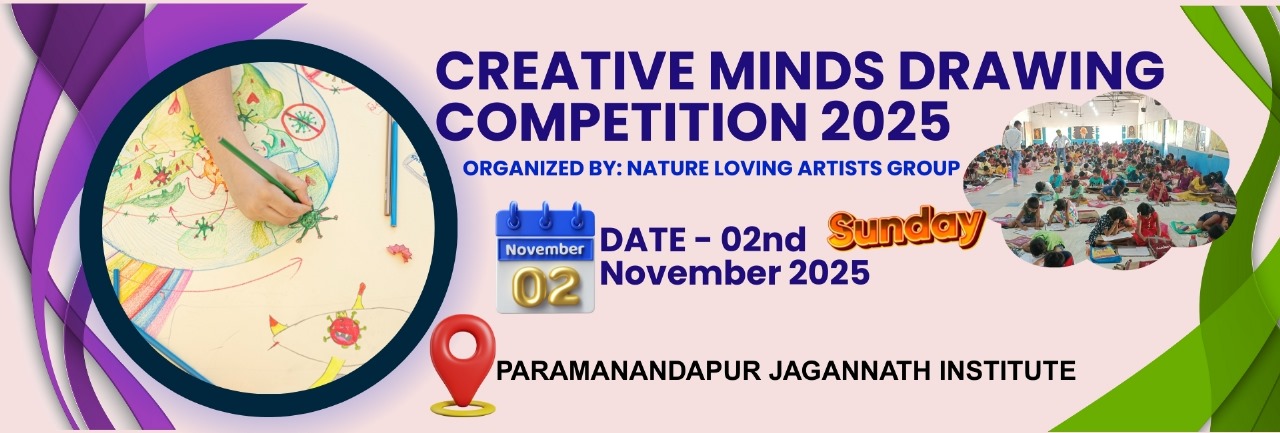 CREATIVE MINDS DRAWING
COMPETITION 2025
ORGANIZED BY: NATURE LOVING ARTISTS GROUP
November
02
DATE - 02nd
Sunday
November 2025
PARAMANANDAPUR JAGANNATH INSTITUTE